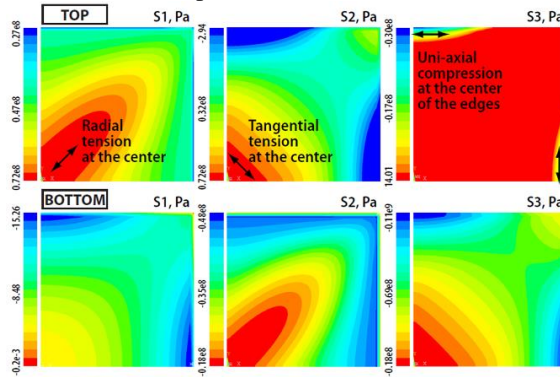 TOP
S1, Pa
S2, Pa
S3, Pa
0.27e8
0.47e8
0.72e8
-2.94
0.32e8
0.72e8
-0.30e8
-0.17e8
14.01
Radial
tension
at the center
Tangential
tension
at the center
Uni-axial
compression
at the center
of the edges
BOTTOM
S1, Pa
S2, Pa
S3, Pa
-15.26
-8.48
-0.2e-3
-0.48e8
-0.35e8
-0.18e8
-0.11e9
-0.69e8
-0.18e8